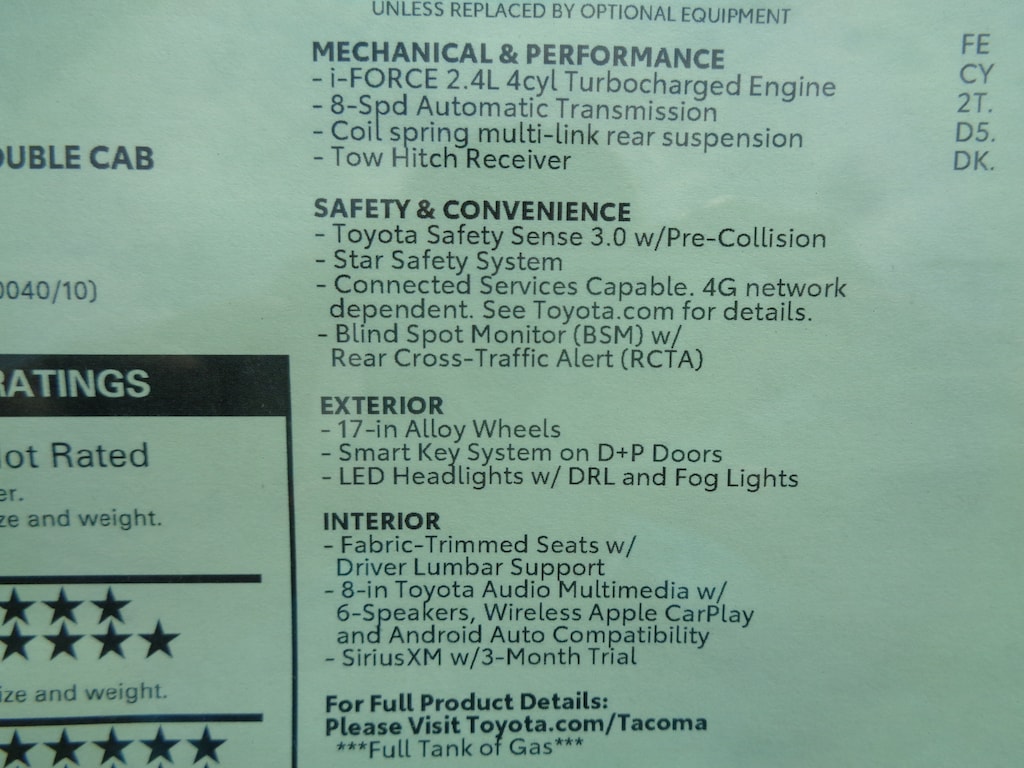 UNLESS REPLACED BY OPTIONAL EQUIPMENT
MECHANICAL & PERFORMANCE
- i-FORCE 2.4L 4cyl Turbocharged Engine
- 8-Spd Automatic Transmission
- Coil spring multi-link rear suspension
- Tow Hitch Receiver
SAFETY & CONVENIENCE
- Toyota Safety Sense 3.0 w/Pre-Collision
- Star Safety System
- Connected Services Capable. 4G network
dependent. See Toyota.com for details.
- Blind Spot Monitor (BSM) w/
Rear Cross-Traffic Alert (RCTA)
EXTERIOR
- 17-in Alloy Wheels
- Smart Key System on D+P Doors
- LED Headlights w/ DRL and Fog Lights
INTERIOR
- Fabric-Trimmed Seats w/
Driver Lumbar Support
- 8-in Toyota Audio Multimedia w/
6-Speakers, Wireless Apple CarPlay
and Android Auto Compatibility
- SiriusXM w/3-Month Trial
For Full Product Details:
Please Visit Toyota.com/Tacoma
***Full Tank of Gas***
OUBLE CAB
0040/10)
RATINGS
ot Rated
er.
ze and weight.
★★★
★★★★
ize and weight.
★★★★★
FE
CY
2T.
D5.
DK.